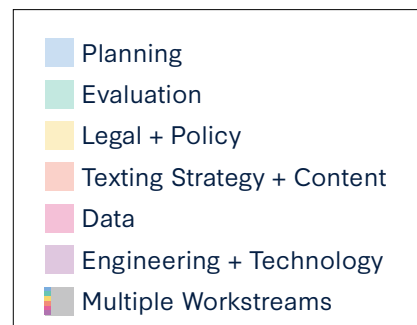 Planning
Evaluation
Legal + Policy
Texting Strategy + Content
Data
Engineering + Technology
Multiple Workstreams